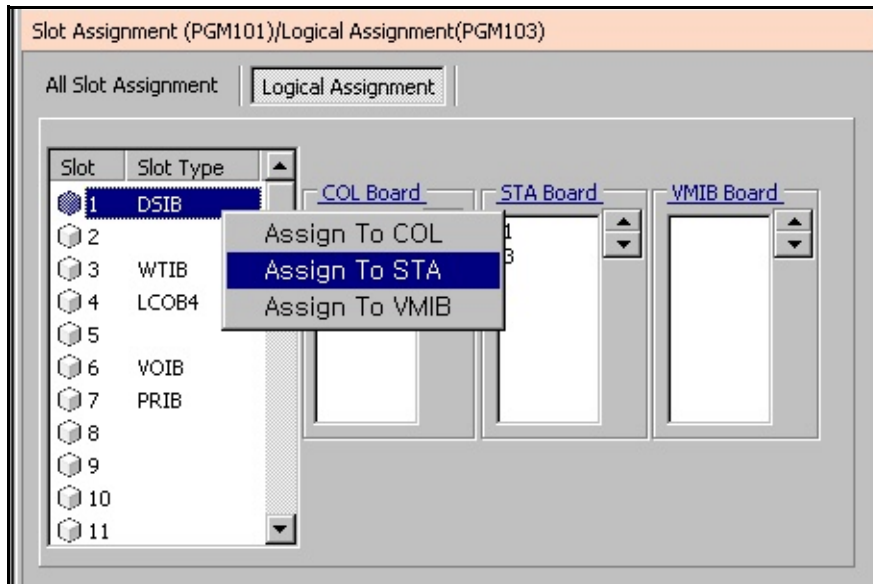 Slot Assignment (PGM101)/Logical Assignment(PGM103)
All Slot Assignment
Logical Assignment
Slot Slot Type
1 DSIB
2
3 WTIB
4 LCOB4
5
6 VOIB
7 PRIB
8
9
10
11
Assign To COL
Assign To STA
Assign To VMIB
COL Board
STA Board
1
3
VMIB Board